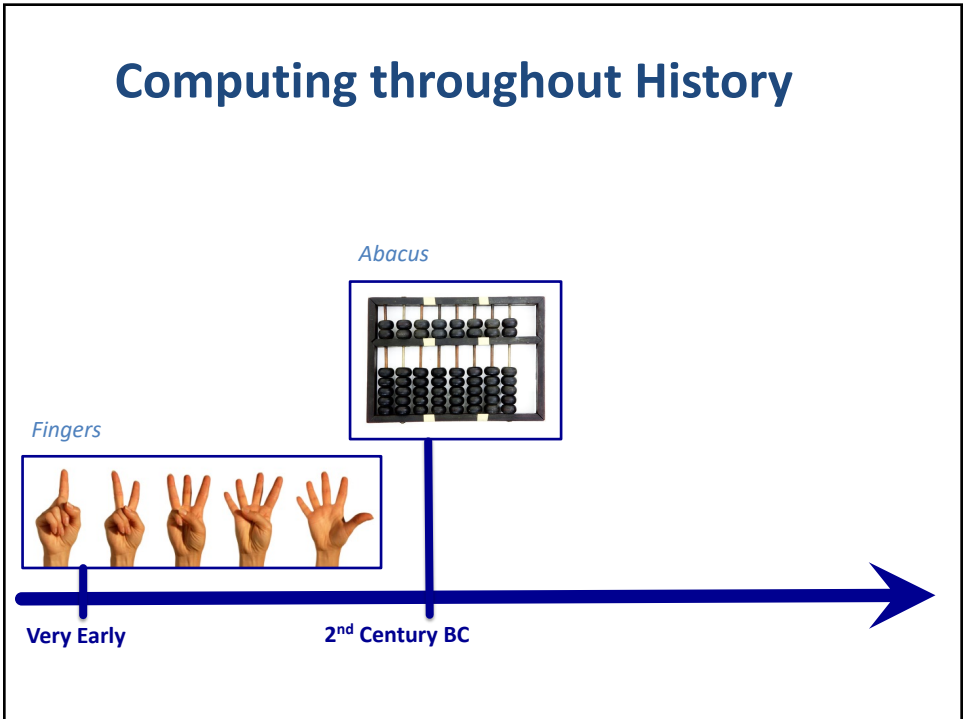 Computing throughout History
Abacus
Fingers
Very Early
2nd Century BC